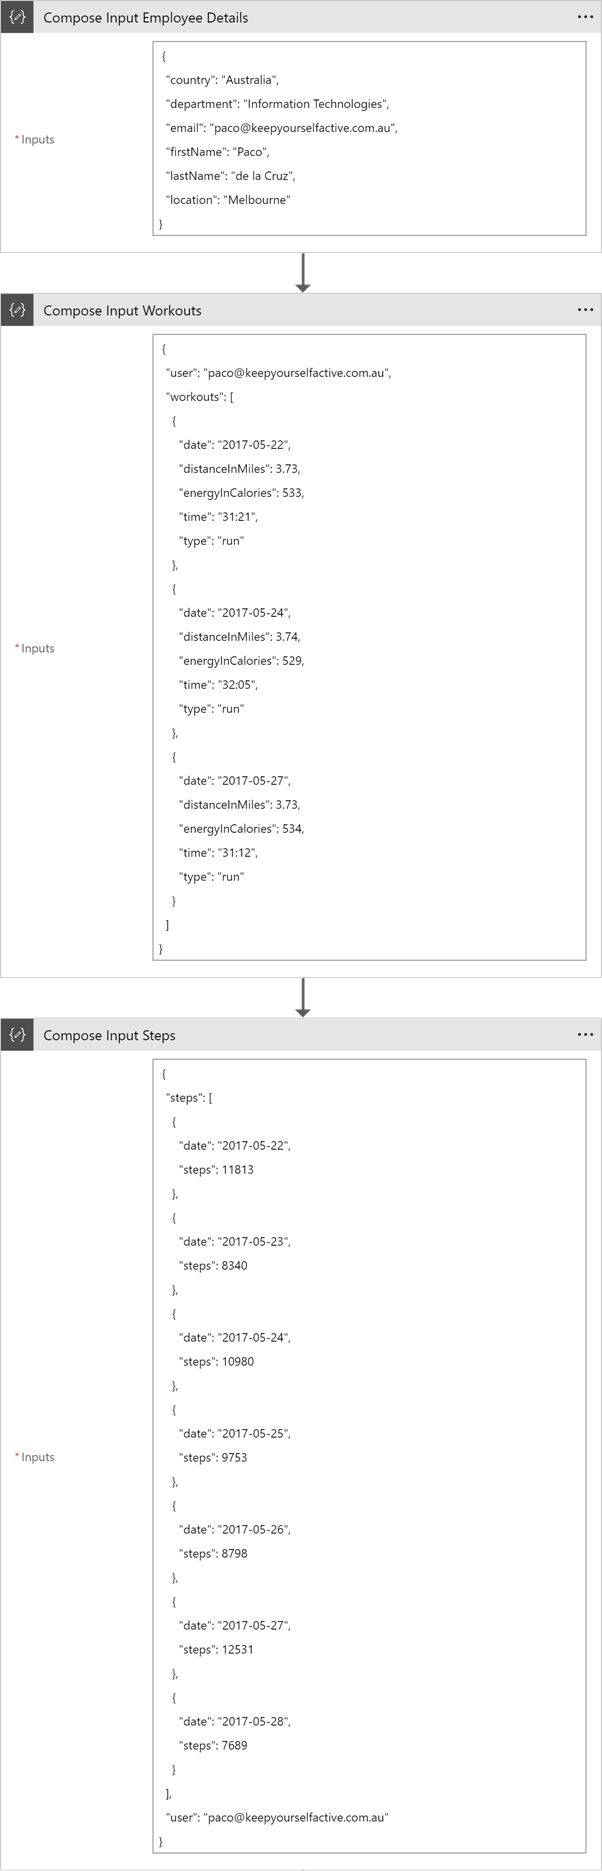 Compose Input Employee Details
* Inputs
{
"country": "Australia",
"department": "Information Technologies",
"email": "paco@keepyourselfactive.com.au",
"firstName": "Paco",
"lastName": "de la Cruz",
"location": "Melbourne"
}
Compose Input Workouts
* Inputs
{
"user": "paco@keepyourselfactive.com.au",
"workouts": [
{
"date": "2017-05-22",
"distanceInMiles": 3.73,
"energyInCalories": 533,
"time": "31:21",
"type": "run"
},
{
"date": "2017-05-24",
"distanceInMiles": 3.74,
"energyInCalories": 529,
"time": "32:05",
"type": "run"
},
{
"date": "2017-05-27",
"distanceInMiles": 3.73,
"energyInCalories": 534,
"time": "31:12",
"type": "run"
}
]
}
Compose Input Steps
* Inputs
{
"steps": [
{
"date": "2017-05-22",
"steps": 11813
},
{
"date": "2017-05-23",
"steps": 8340
},
{
"date": "2017-05-24",
"steps": 10980
},
{
"date": "2017-05-25",
"steps": 9753
},
{
"date": "2017-05-26",
"steps": 8798
},
{
"date": "2017-05-27",
"steps": 12531
},
{
"date": "2017-05-28",
"steps": 7689
}
],
"user": "paco@keepyourselfactive.com.au"
}